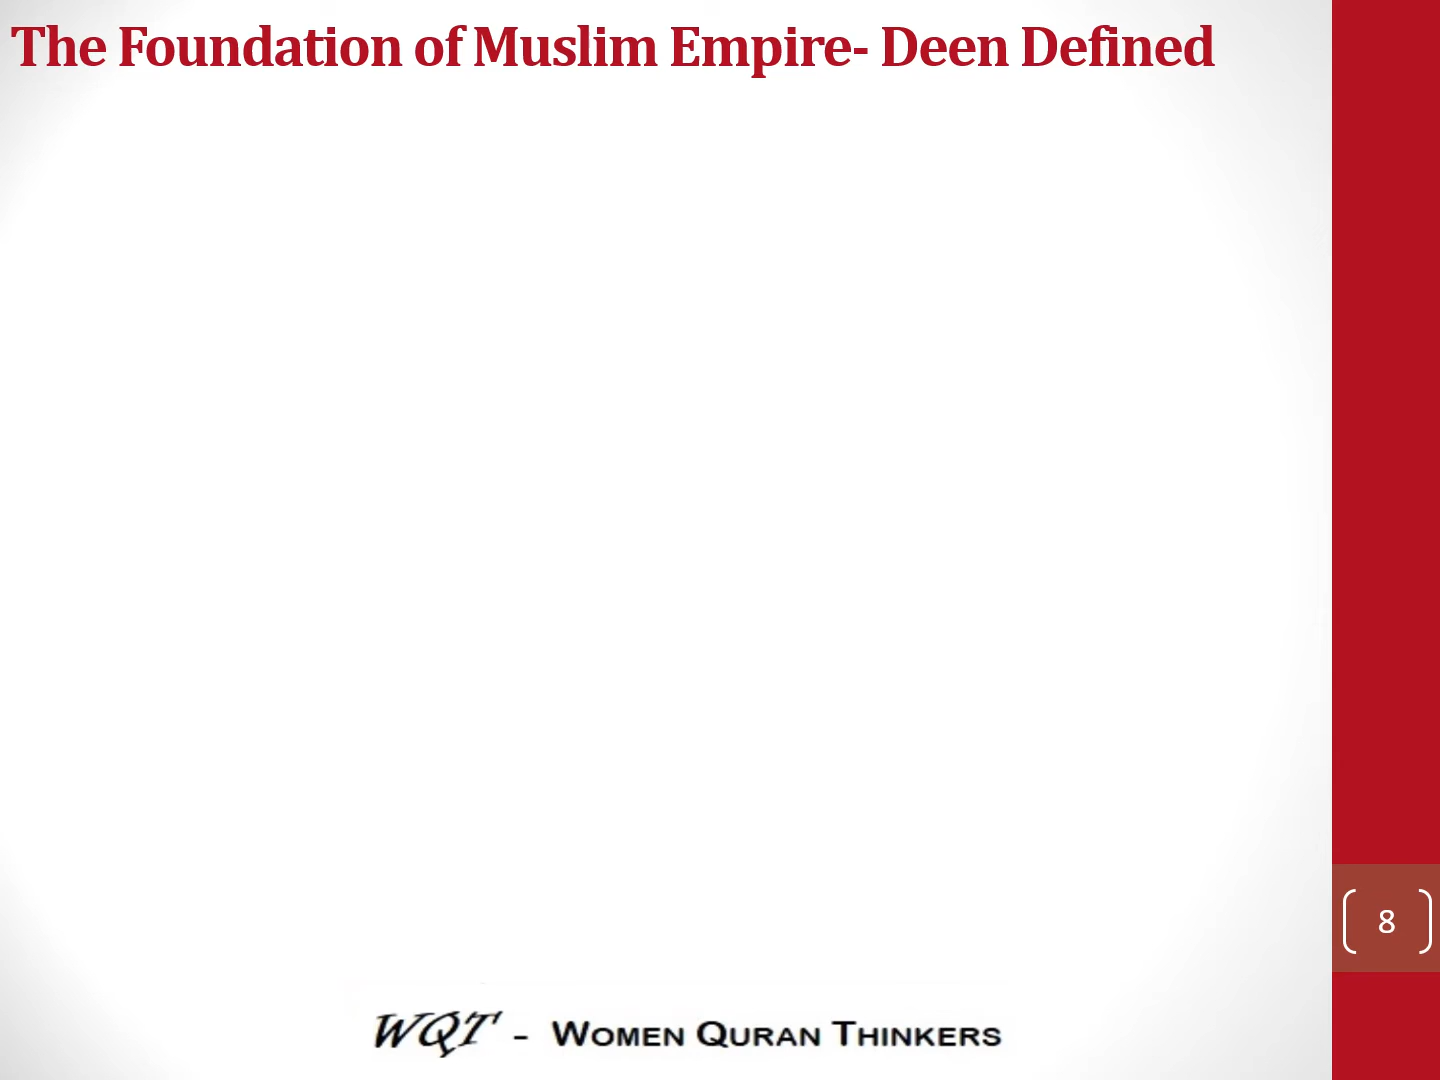 The Foundation of Muslim Empire- Deen Defined
8
WQT - WOMEN QURAN THINKERS